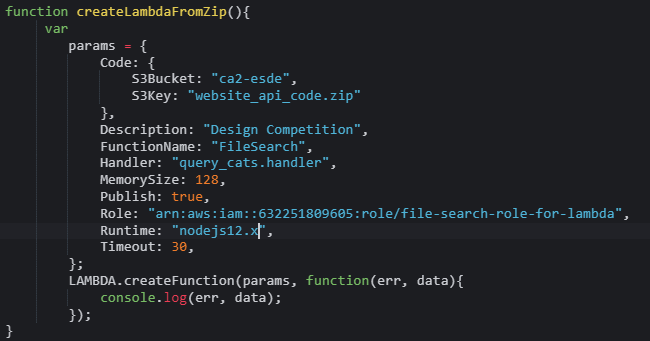 function createLambdaFromZip(){
var
params = {
Code: {
S3Bucket: "ca2-esde",
S3Key: "website_api_code.zip"
},
Description: "Design Competition",
FunctionName: "FileSearch",
Handler: "query_cats.handler",
MemorySize: 128,
Publish: true,
Role: "arn:aws:iam::632251809605:role/file-search-role-for-lambda",
Runtime: "nodejs12.x",
Timeout: 30,
};
LAMBDA.createFunction(params, function(err, data){
console.log(err, data);
});
}